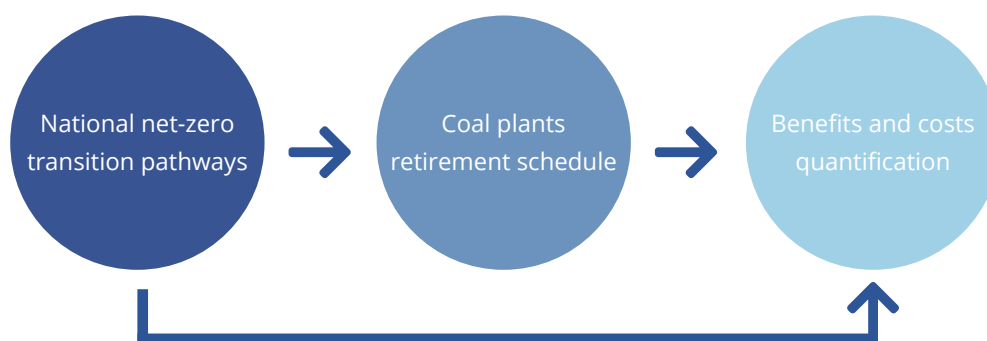 National net-zero
transition pathways
Coal plants
retirement schedule
Benefits and costs
quantification